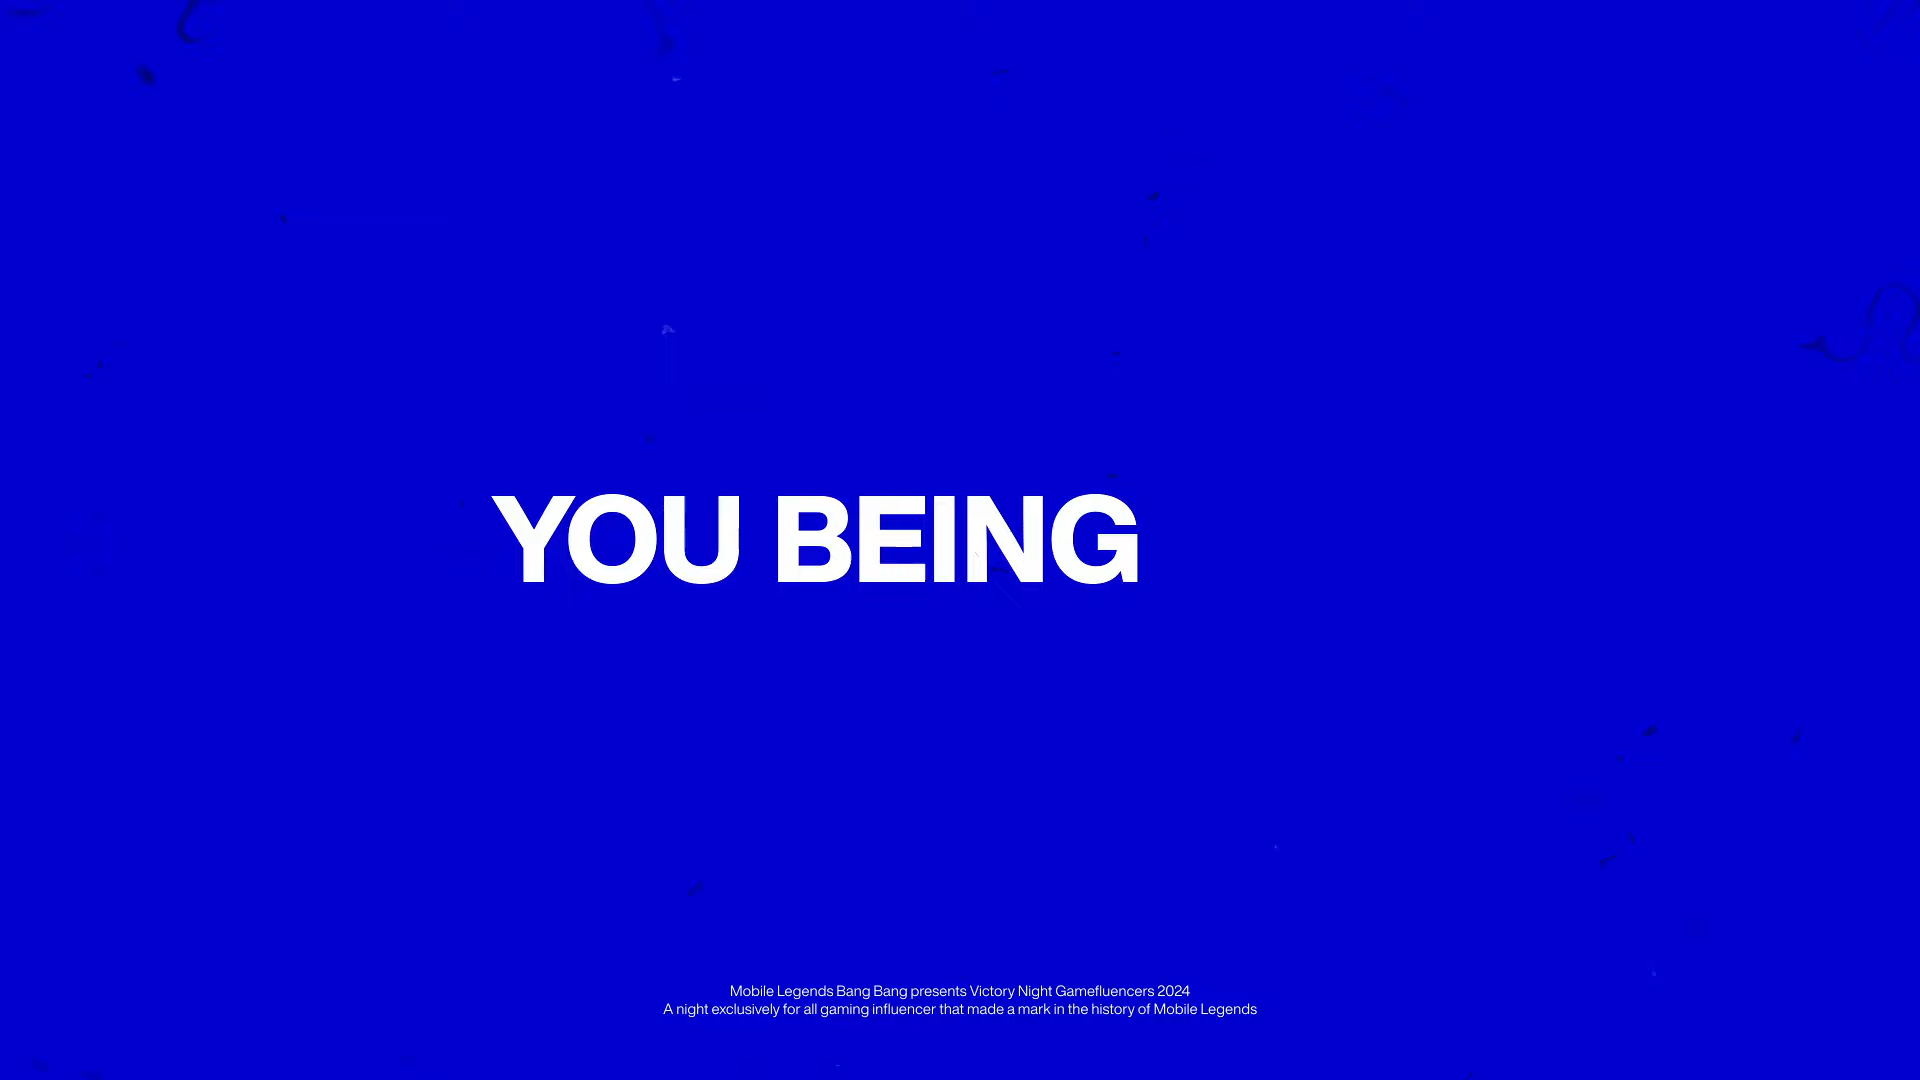 YOU BEING
Mobile Legends Bang Bang presents Victory Night Gamefluencers 2024
A night exclusively for all gaming influencer that made a mark in the history of Mobile Legends